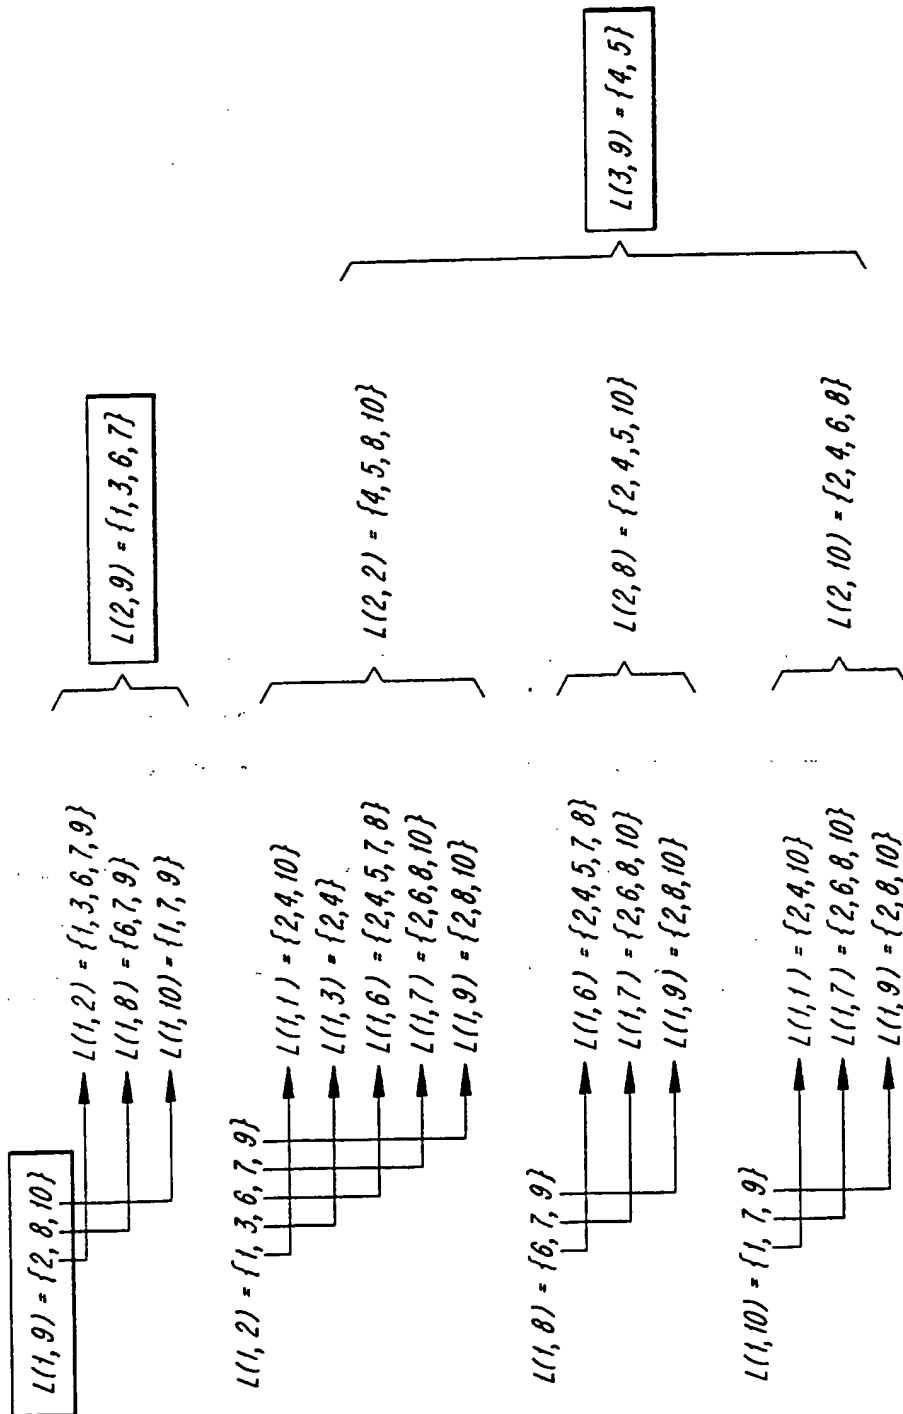 L(1,9) = {2, 8, 10}
L(1,2) = {1,3,6,7,9}
L(1,8) = {6,7,9}
L(1,10) = {1,7,9}
L(2,9) = {1,3,6,7}
L(1,2) = {1, 3, 6, 7, 9}
L(1,1) = {2,4,10}
L(1,3) = {2,4}
L(1,6) = {2,4,5,7,8}
L(1,7) = {2,6,8,10}
L(1,9) = {2,8,10}
L(2,2) = {4,5,8,10}
L(1,8) = {6,7,9}
L(1,6) = {2,4,5,7,8}
L(1,7) = {2,6,8,10}
L(1,9) = {2,8,10}
L(2,8) = {2,4,5,10}
L(1,10) = {1, 7, 9}
L(1,1) = {2,4,10}
L(1,7) = {2,6,8,10}
L(1,9) = {2,8,10}
L(2,10) = {2,4,6,8}
L(3,9) = {4,5}